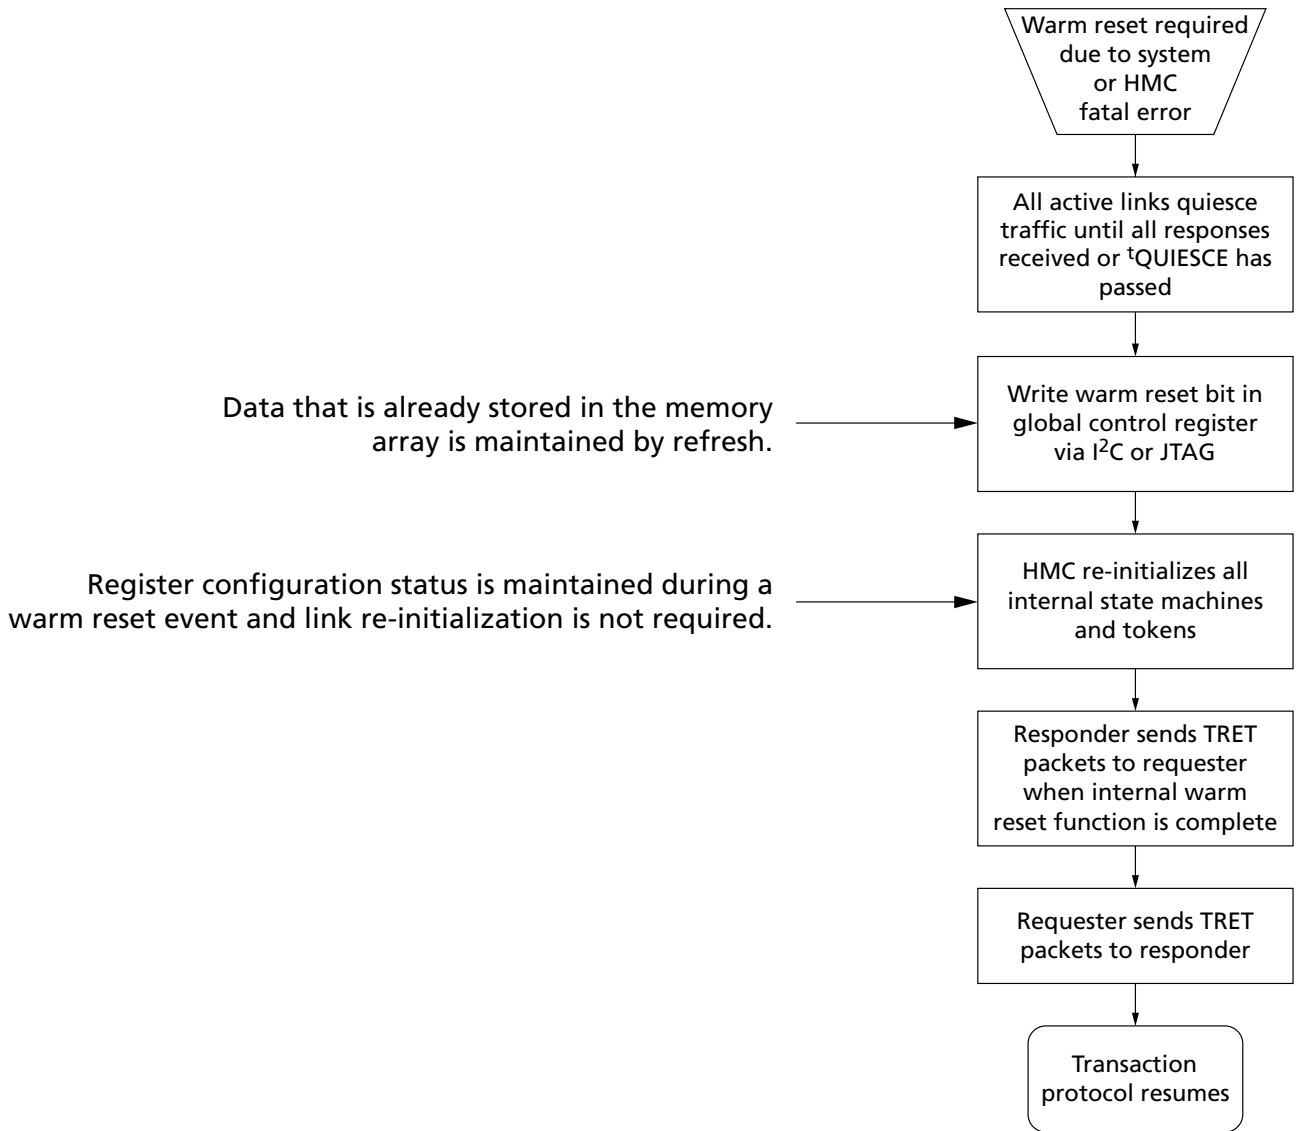 Warm reset required
due to system
or HMC
fatal error
All active links quiesce
traffic until all responses
received or tQUIESCE has
passed
Data that is already stored in the memory
array is maintained by refresh.
Write warm reset bit in
global control register
via I2C or JTAG
Register configuration status is maintained during a
warm reset event and link re-initialization is not required.
HMC re-initializes all
internal state machines
and tokens
Responder sends TRET
packets to requester
when internal warm
reset function is complete
Requester sends TRET
packets to responder
Transaction
protocol resumes